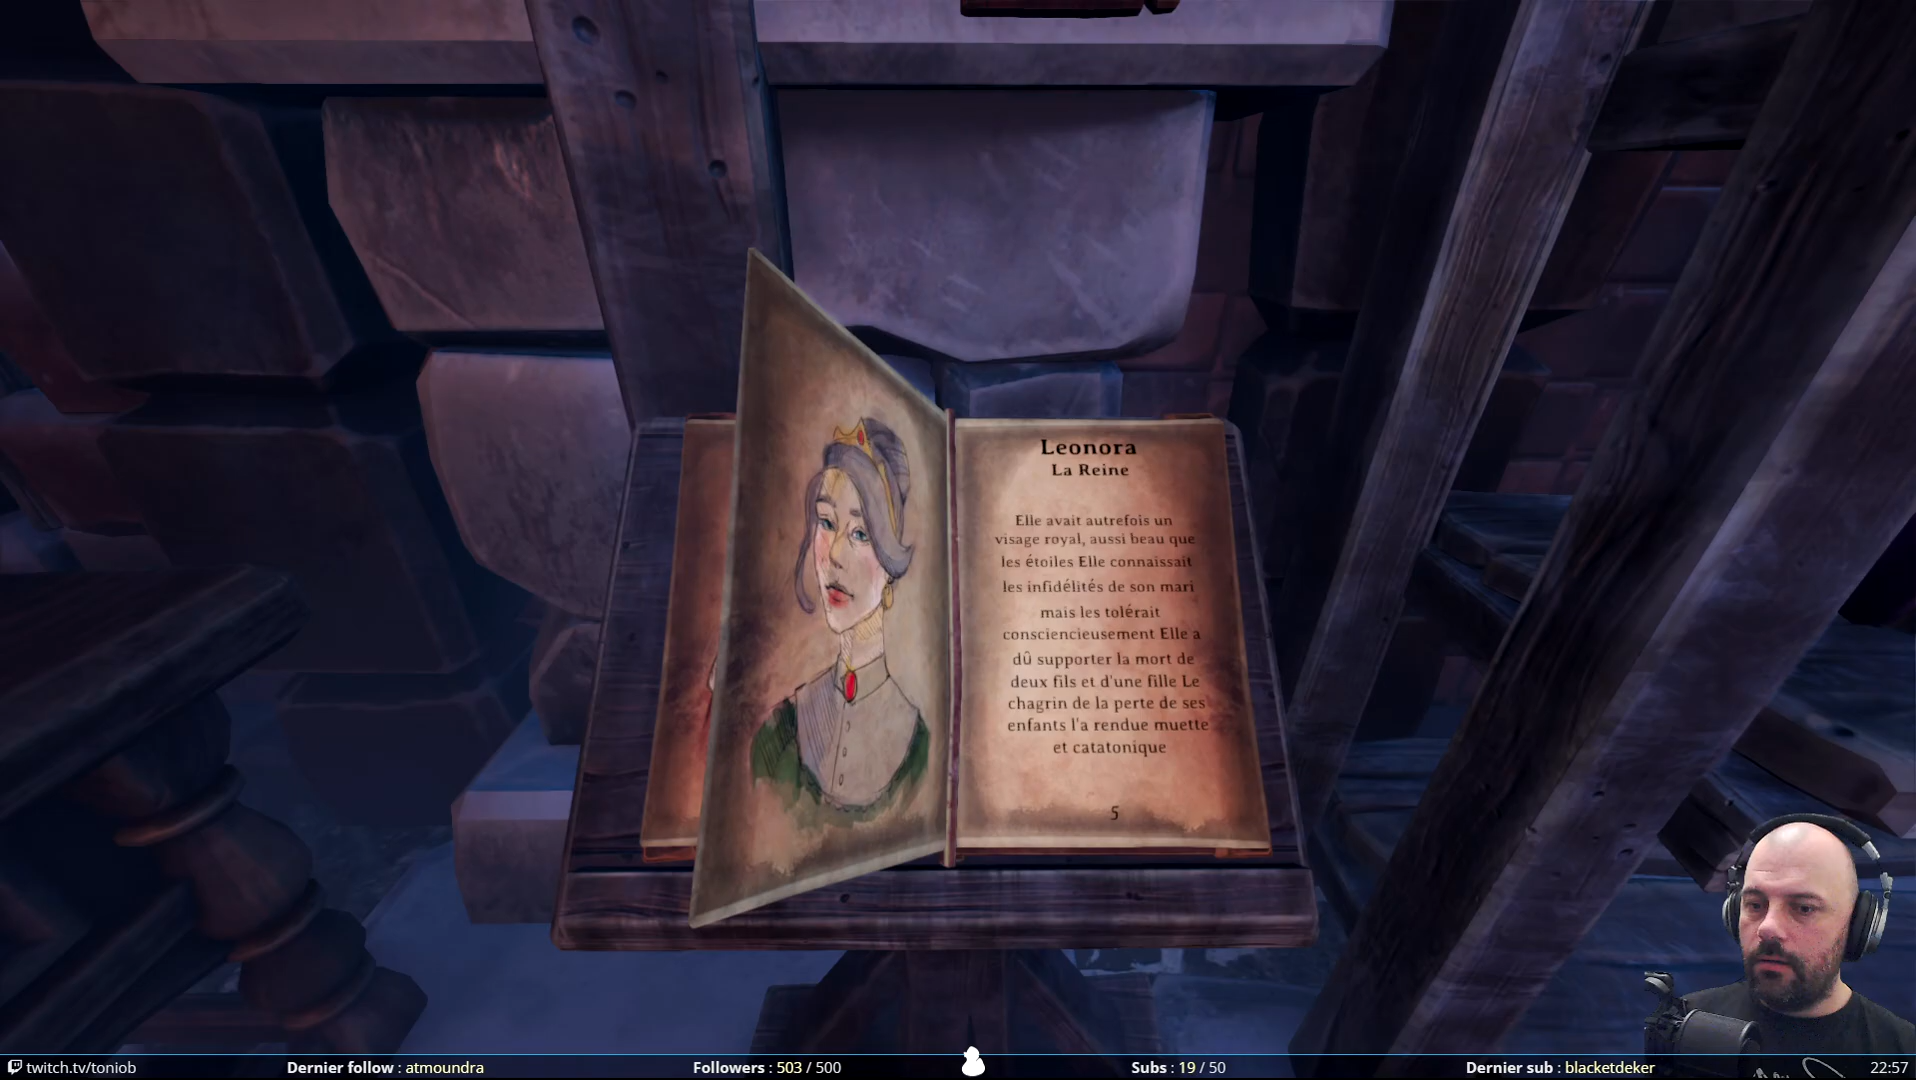 Leonora
La Reine
Elle avait autrefois un
visage royal, aussi beau que
les étoiles Elle connaissait
les infidélités de son mari
mais les tolérait
consciencieusement Elle a
dû supporter la mort de
deux fils et d'une fille Le
chagrin de la perte de ses
enfants l'a rendue muette
et catatonique
5
twitch.tv/toniob
Dernier follow : atmoundra
Followers : 503 / 500
Subs : 19 / 50
Dernier sub : blacketdeker
22:57